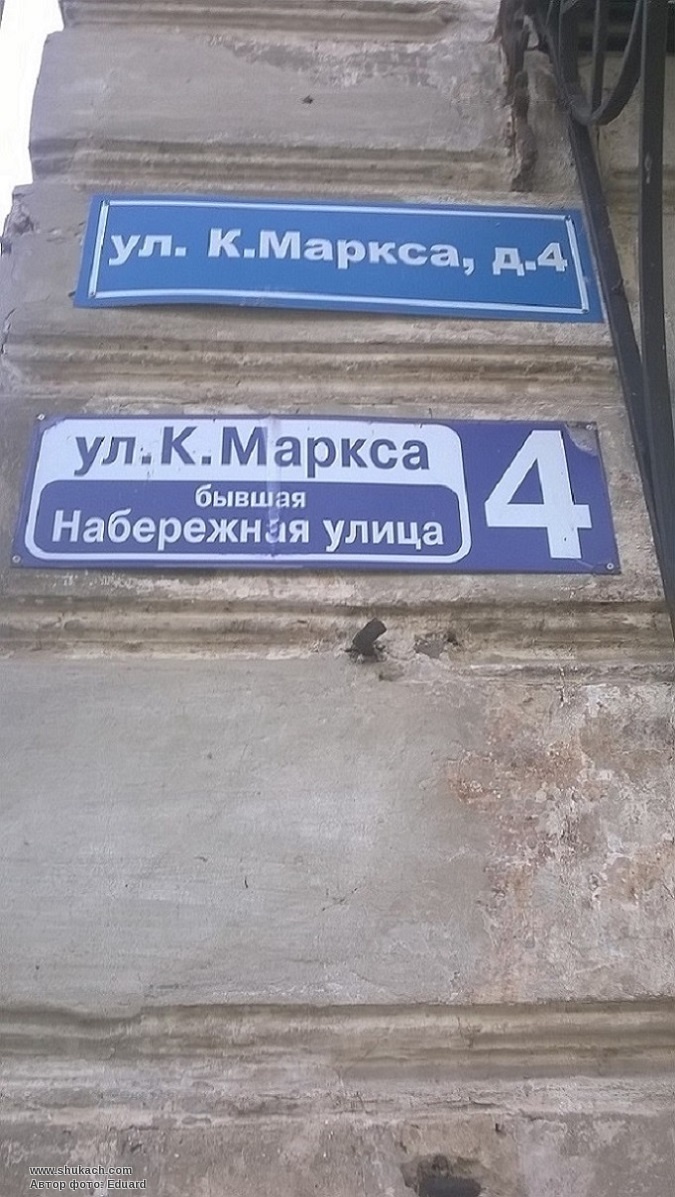 ул. К.Маркса, д.4
ул.К.Маркса
бывшая
Набережная улица
4
www.shukach.com
Автор фото: Eduard